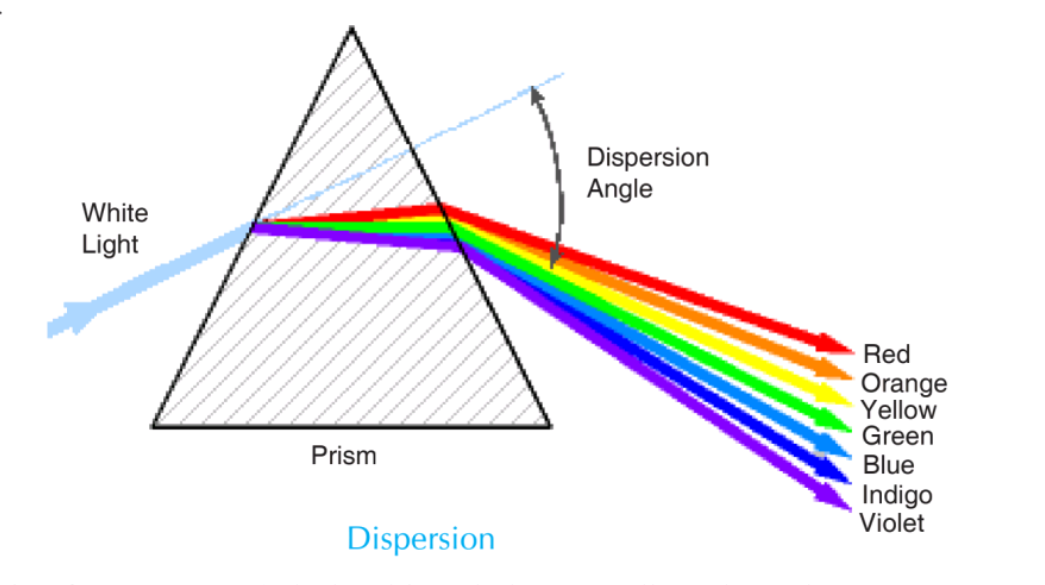 White
Light
Dispersion
Angle
Red
Orange
Yellow
Green
Blue
Indigo
Violet
Prism
Dispersion